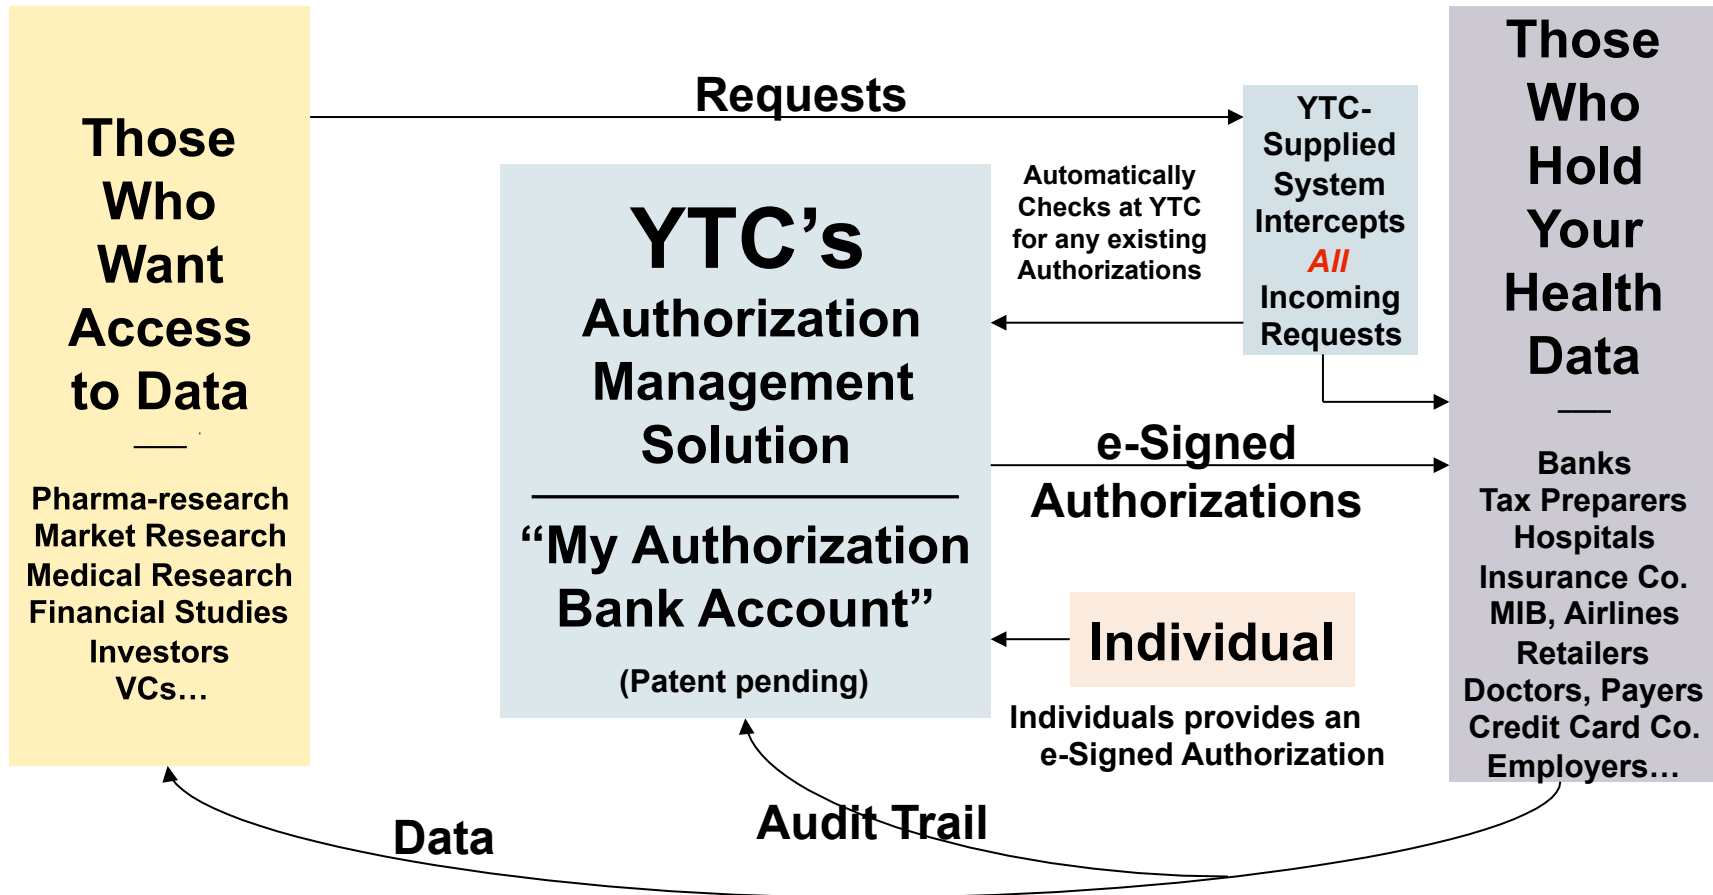 Those
Who
Want
Access
to Data
Pharma-research
Market Research
Medical Research
Financial Studies
Investors
VCs…
Requests
YTC's
Authorization
Management
Solution
“My Authorization
Bank Account”
(Patent pending)
Automatically
Checks at YTC
for any existing
Authorizations
YTC-
Supplied
System
Intercepts
All
Incoming
Requests
e-Signed
Authorizations
Individual
Individuals provides an
e-Signed Authorization
Those
Who
Hold
Your
Health
Data
Banks
Tax Preparers
Hospitals
Insurance Co.
MIB, Airlines
Retailers
Doctors, Payers
Credit Card Co.
Employers…
Data
Audit Trail